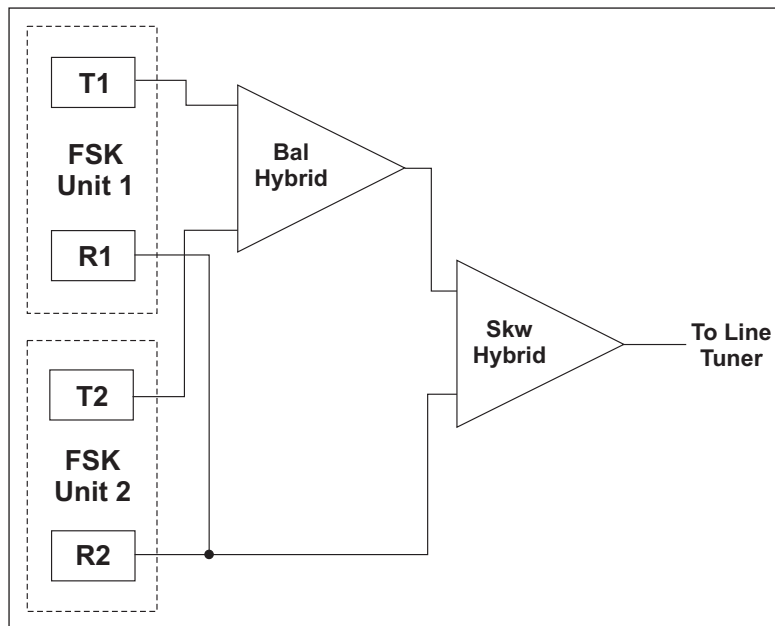 T1
FSK
Unit 1
R1
Bal
Hybrid
T2
FSK
Unit 2
R2
Skw
Hybrid
To Line
Tuner